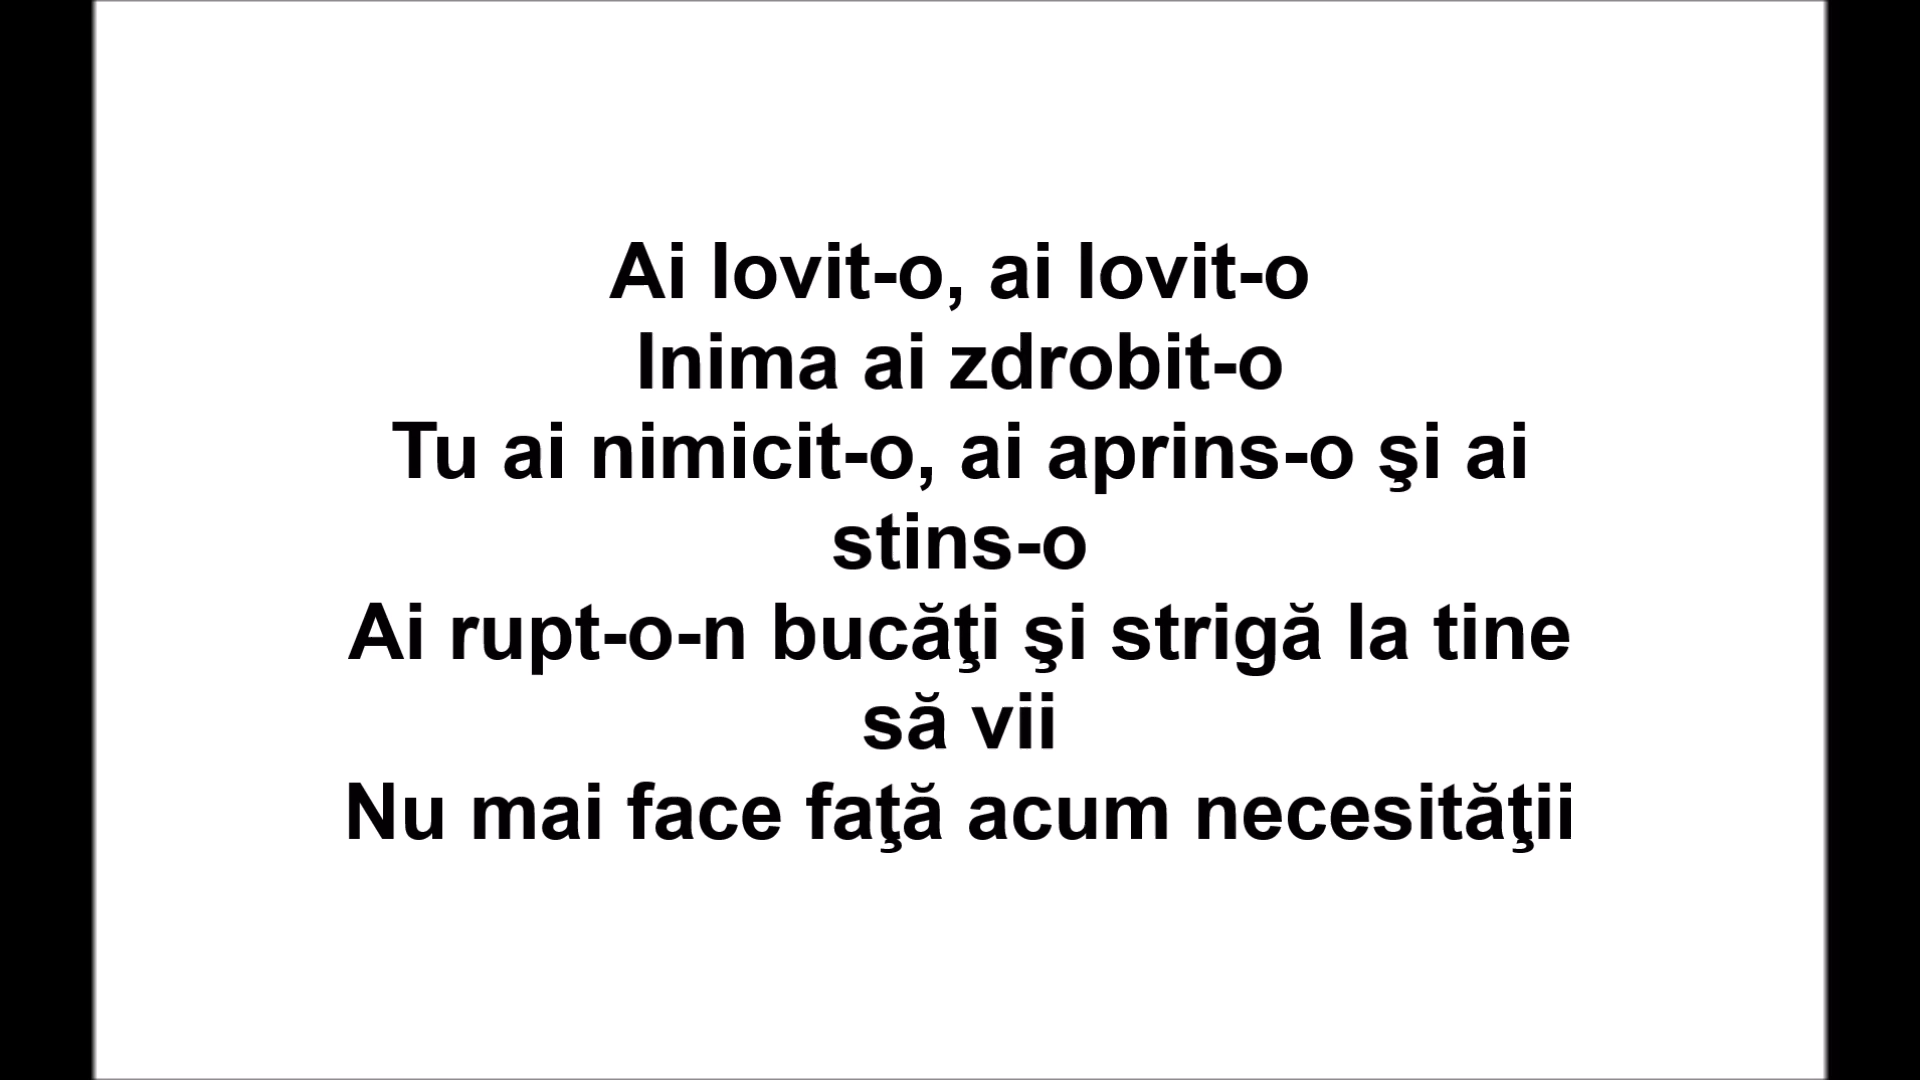 Ai lovit-o, ai lovit-o
Inima ai zdrobit-o
Tu ai nimicit-o, ai aprins-o şi ai
stins-o
Ai rupt-o-n bucăţi şi strigă la tine
să vii
Nu mai face faţă acum necesităţii